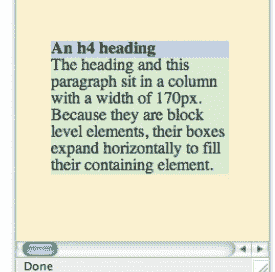 An h4 heading
The heading and this
paragraph sit in a column
with a width of 170px.
Because they are block
level elements, their boxes
expand horizontally to fill
their containing element.
Done